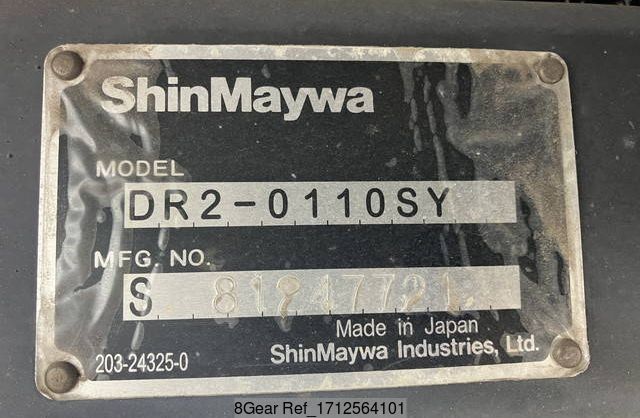 ShinMaywa
MODEL
DR2-0110SY
MFG. NO.
S
Made in Japan
203-24325-0
ShinMaywa Industries, Ltd.
8Gear Ref_1712564101